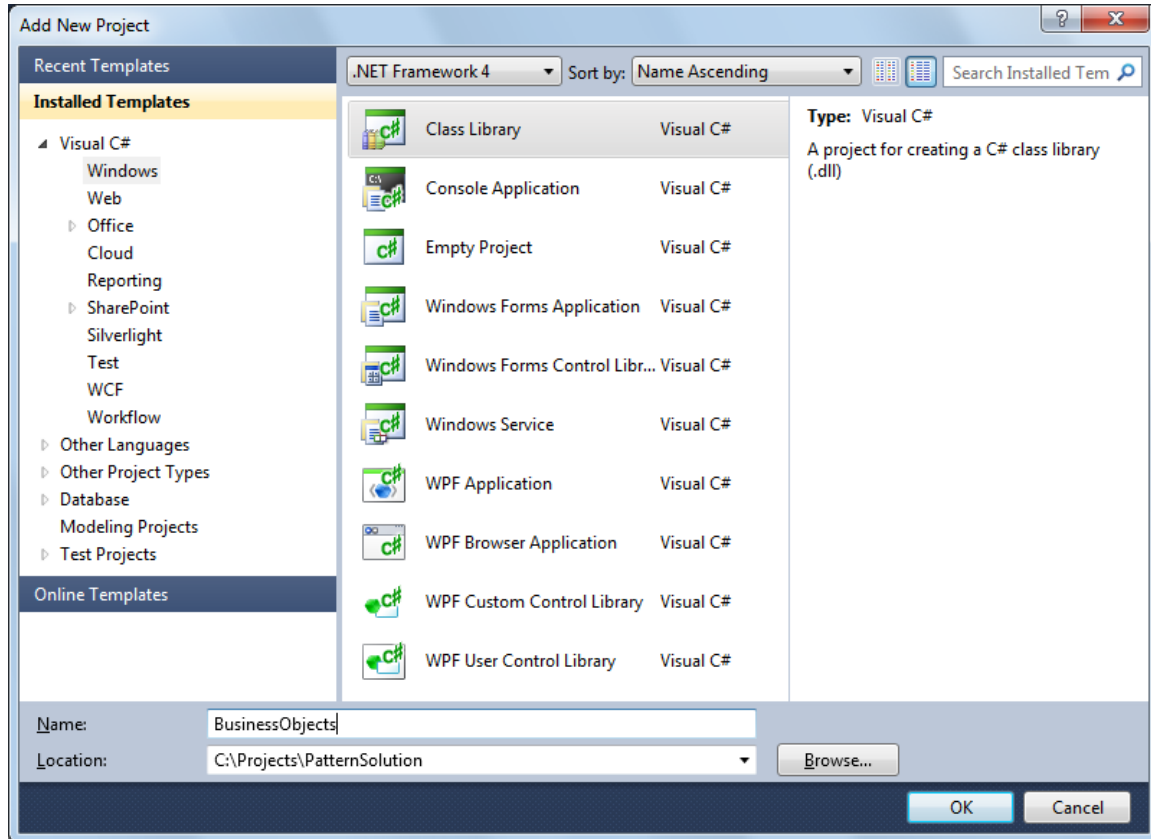 Add New Project
Recent Templates
Installed Templates
Visual C#
Windows
Web
Office
Cloud
Reporting
SharePoint
Silverlight
Test
WCF
Workflow
Other Languages
Other Project Types
Database
Modeling Projects
Test Projects
Online Templates
.NET Framework 4
Sort by: Name Ascending
Search Installed Tem
Class Library Visual C#
Console Application Visual C#
Empty Project Visual C#
Windows Forms Application Visual C#
Windows Forms Control Libr... Visual C#
Windows Service Visual C#
WPF Application Visual C#
WPF Browser Application Visual C#
WPF Custom Control Library Visual C#
WPF User Control Library Visual C#
Type: Visual C#
A project for creating a C# class library
(.dll)
Name: BusinessObjects
Location: C:\Projects\PatternSolution
Browse...
OK Cancel